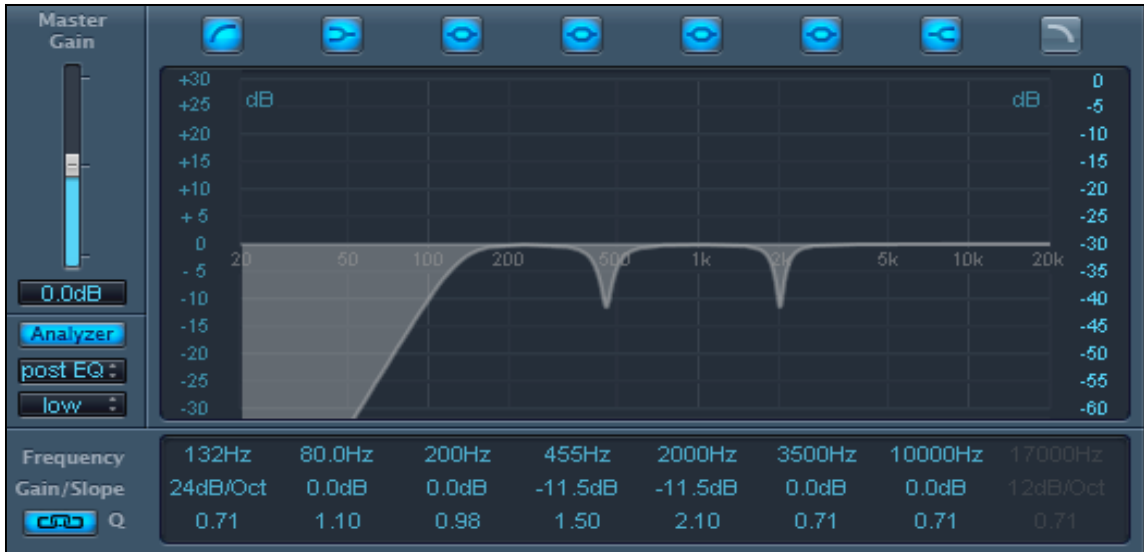 Master
Gain
0.0dB
Analyzer
post EQ
low
+30
+25
+20
+15
+10
+ 5
0
- 5
-10
-15
-20
-25
-30
dB
dB
20 50 100 200 500 1k 2k 5k 10k 20k
0
-5
-10
-15
-20
-25
-30
-35
-40
-45
-50
-55
-60
Frequency 132Hz 80.0Hz 200Hz 455Hz 2000Hz 3500Hz 10000Hz 17000Hz
Gain/Slope 24dB/Oct 0.0dB 0.0dB -11.5dB -11.5dB 0.0dB 0.0dB 12dB/Oct
Q 0.71 1.10 0.98 1.50 2.10 0.71 0.71 0.71